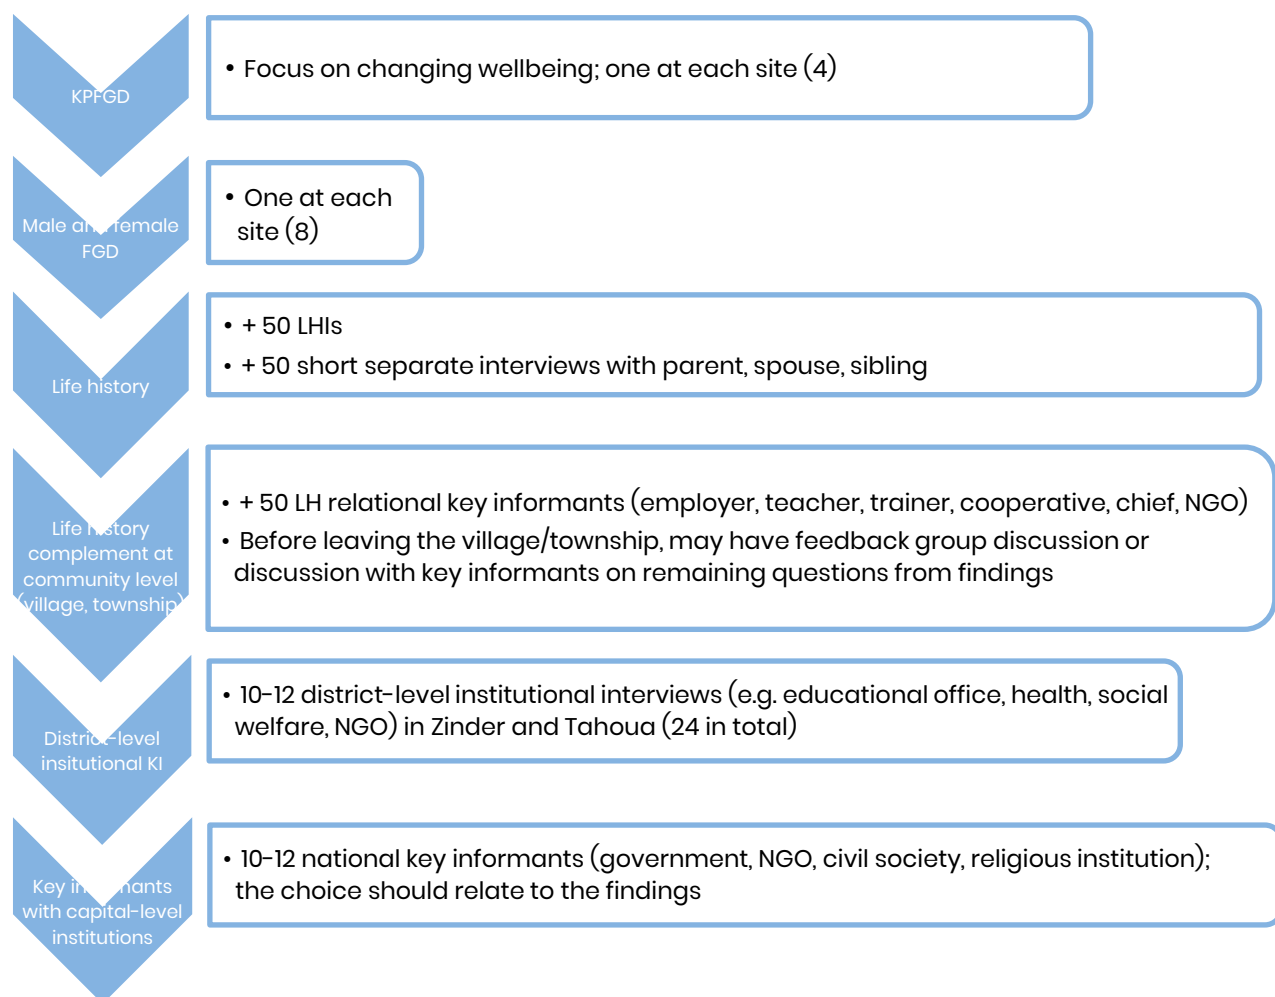 KPFGD
• Focus on changing wellbeing; one at each site (4)
Male and female
FGD
• One at each
site (8)
Life history
• + 50 LHIs
• + 50 short separate interviews with parent, spouse, sibling
Life history
complement at
community level
(village, township)
• + 50 LH relational key informants (employer, teacher, trainer, cooperative, chief, NGO)
• Before leaving the village/township, may have feedback group discussion or
discussion with key informants on remaining questions from findings
District-level
insitutional KI
• 10-12 district-level institutional interviews (e.g. educational office, health, social
welfare, NGO) in Zinder and Tahoua (24 in total)
Key informants
with capital-level
institutions
• 10-12 national key informants (government, NGO, civil society, religious institution);
the choice should relate to the findings